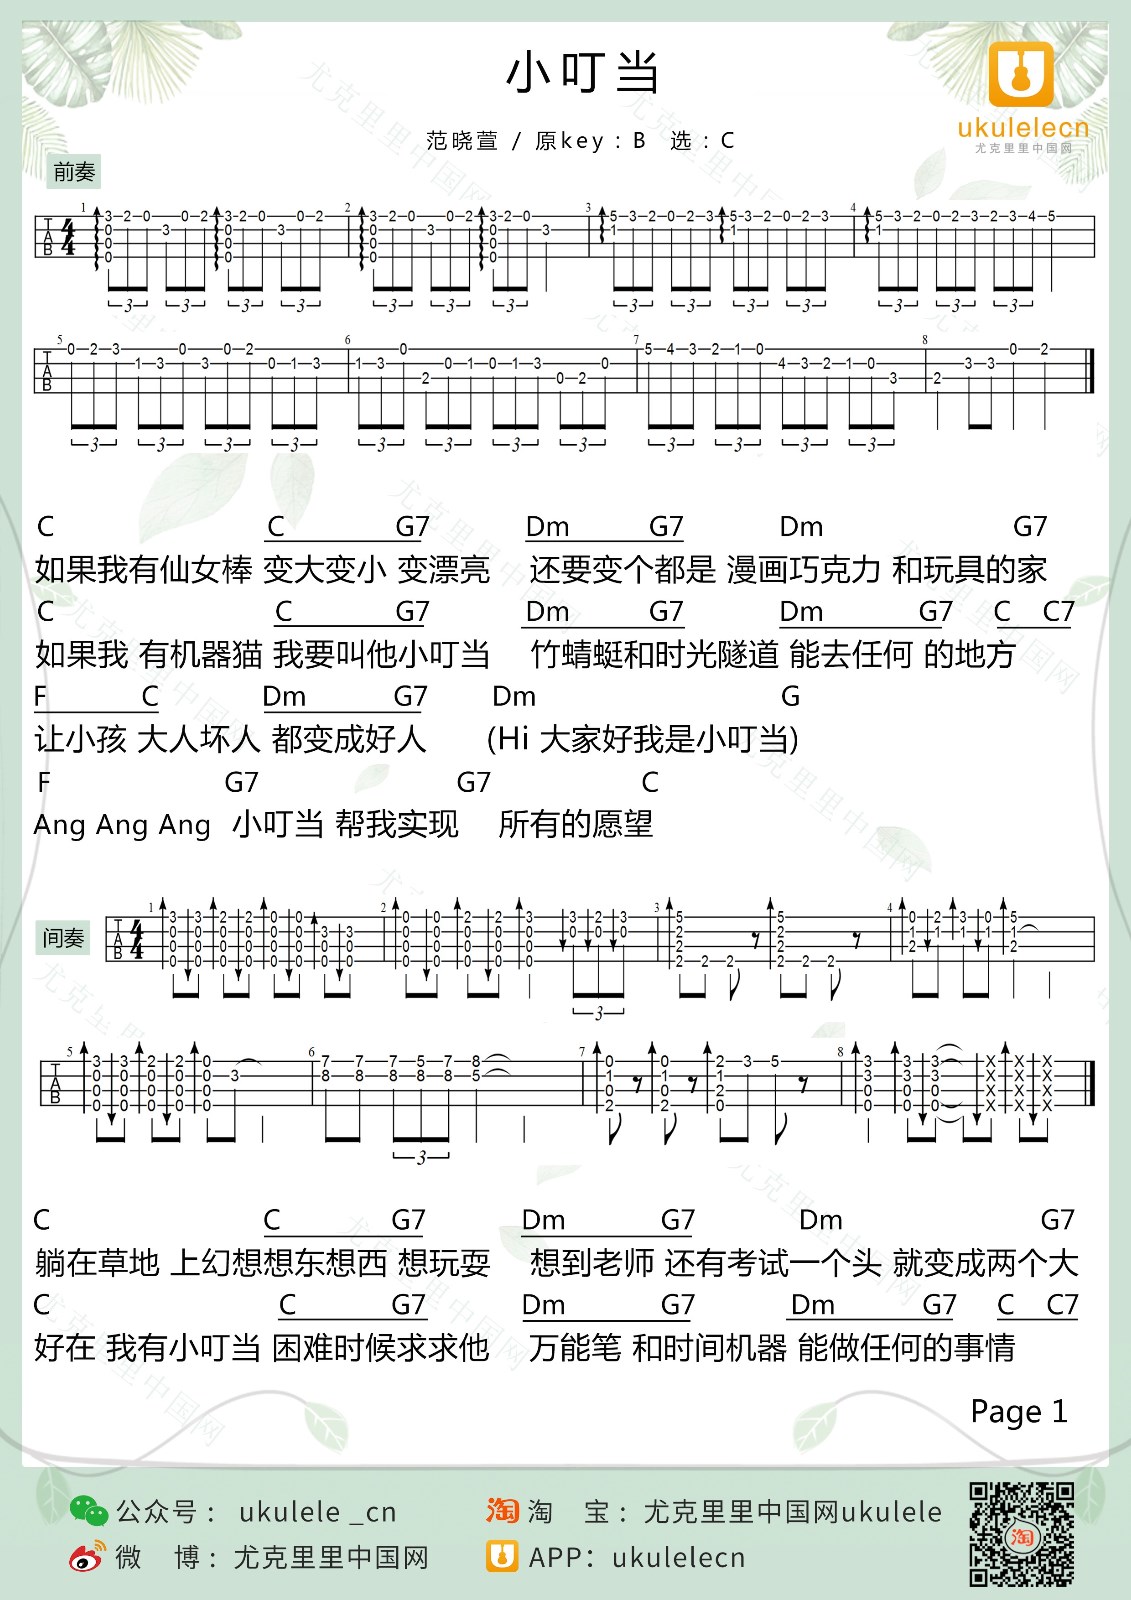 小叮当
ukulelecn
尤克里里中国网
范晓萱 / 原key：B 选：C
前奏
C C G7 Dm G7 Dm G7
如果我有仙女棒 变大变小 变漂亮 还要变个都是 漫画巧克力 和玩具的家
C C G7 Dm G7 Dm G7 C C7
如果我 有机器猫 我要叫他小叮当 竹蜻蜓和时光隧道 能去任何 的地方
F C Dm G7 Dm G
让小孩 大人坏人 都变成好人 (Hi 大家好我是小叮当)
F G7 G7 C
Ang Ang Ang 小叮当 帮我实现 所有的愿望
间奏
C C G7 Dm G7 Dm G7
躺在草地 上幻想想东想西 想玩耍 想到老师 还有考试一个头 就变成两个大
C C G7 Dm G7 Dm G7 C C7
好在 我有小叮当 困难时候求求他 万能笔 和时间机器 能做任何的事情
Page 1
公众号： ukulele _cn
淘 宝：尤克里里中国网ukulele
微 博：尤克里里中国网
APP：ukulelecn